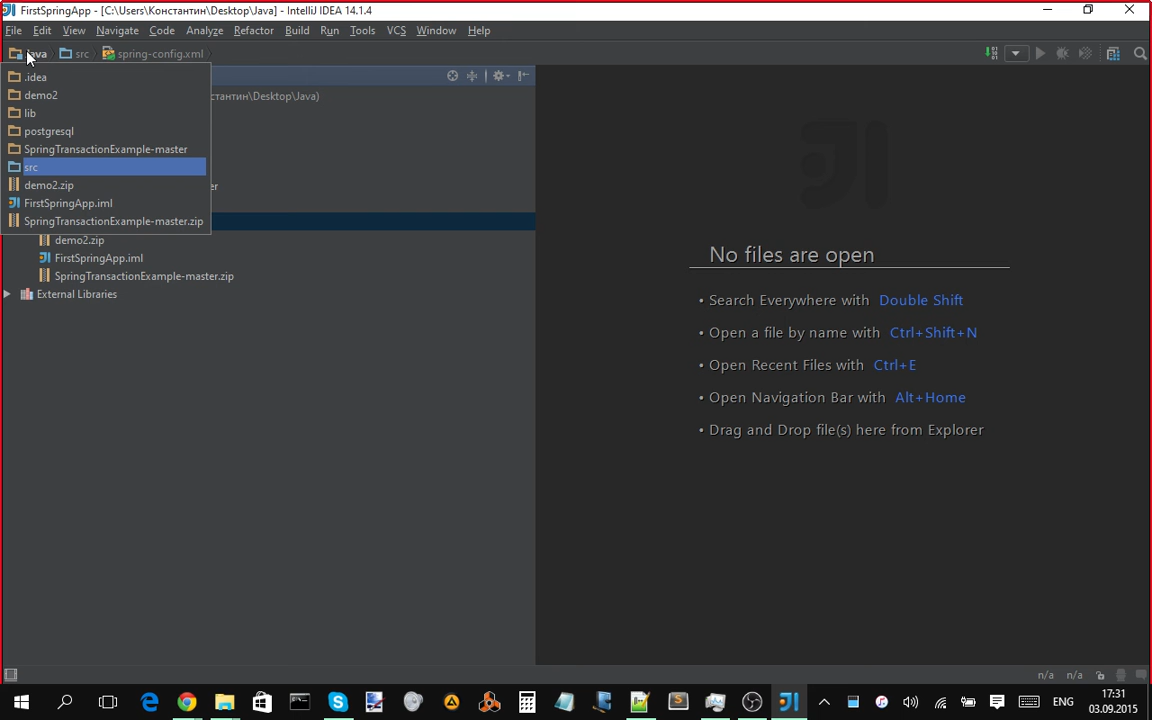 FirstSpringApp - [C:\Users\Константин\Desktop\Java] - IntelliJ IDEA 14.1.4
File Edit View Navigate Code Analyze Refactor Build Run Tools VCS Window Help
src spring-config.xml
.idea
demo2
lib
postgresql
SpringTransactionExample-master
src
demo2.zip
FirstSpringApp.iml
SpringTransactionExample-master.zip
стантин\Desktop\Java)
er
demo2.zip
FirstSpringApp.iml
SpringTransactionExample-master.zip
External Libraries
No files are open
• Search Everywhere with Double Shift
• Open a file by name with Ctrl+Shift+N
• Open Recent Files with Ctrl+E
• Open Navigation Bar with Alt+Home
• Drag and Drop file(s) here from Explorer
n/a n/a
ENG
17:31
03.09.2015